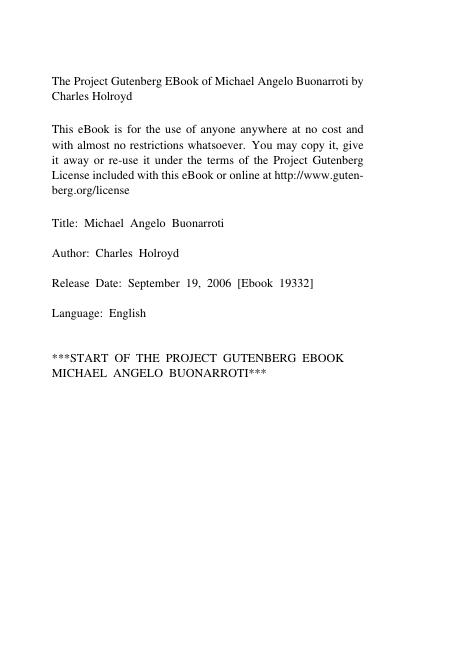 The Project Gutenberg EBook of Michael Angelo Buonarroti by
Charles Holroyd
This eBook is for the use of anyone anywhere at no cost and
with almost no restrictions whatsoever. You may copy it, give
it away or re-use it under the terms of the Project Gutenberg
License included with this eBook or online at http://www.guten-
berg.org/license
Title: Michael Angelo Buonarroti
Author: Charles Holroyd
Release Date: September 19, 2006 [Ebook 19332]
Language: English
***START OF THE PROJECT GUTENBERG EBOOK
MICHAEL ANGELO BUONARROTI***